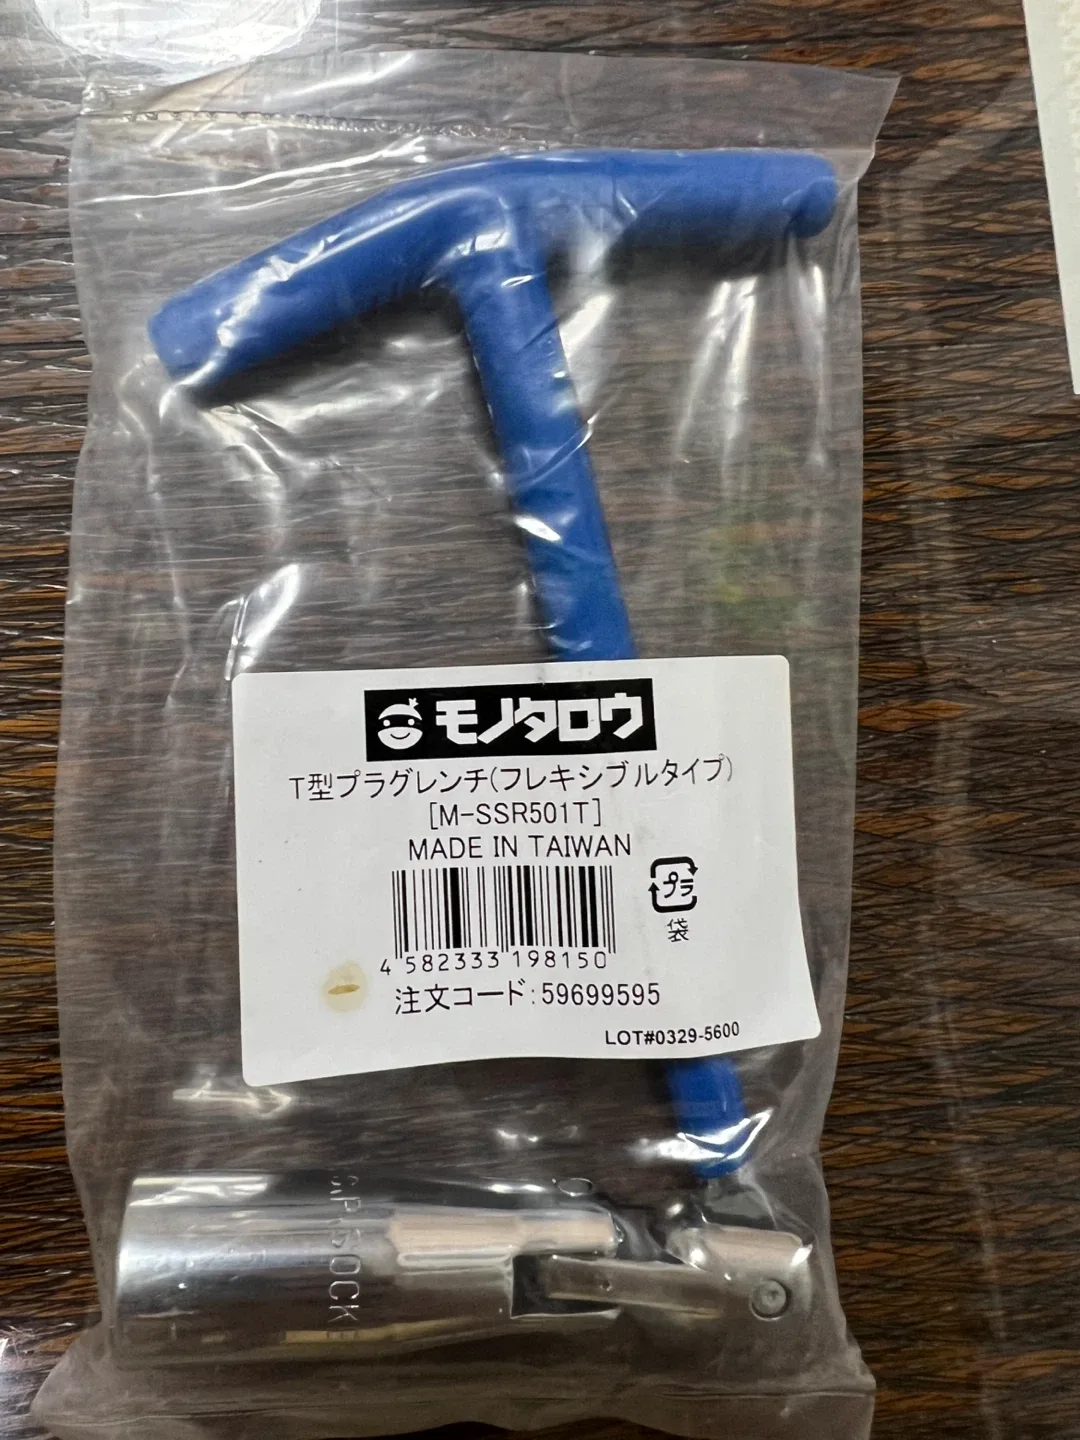 モノタロウ
T型プラグレンチ(フレキシブルタイプ)
[M-SSR501T]
MADE IN TAIWAN
プラ
袋
4 582333 198150
注文コード:59699595
LOT#0329-5600